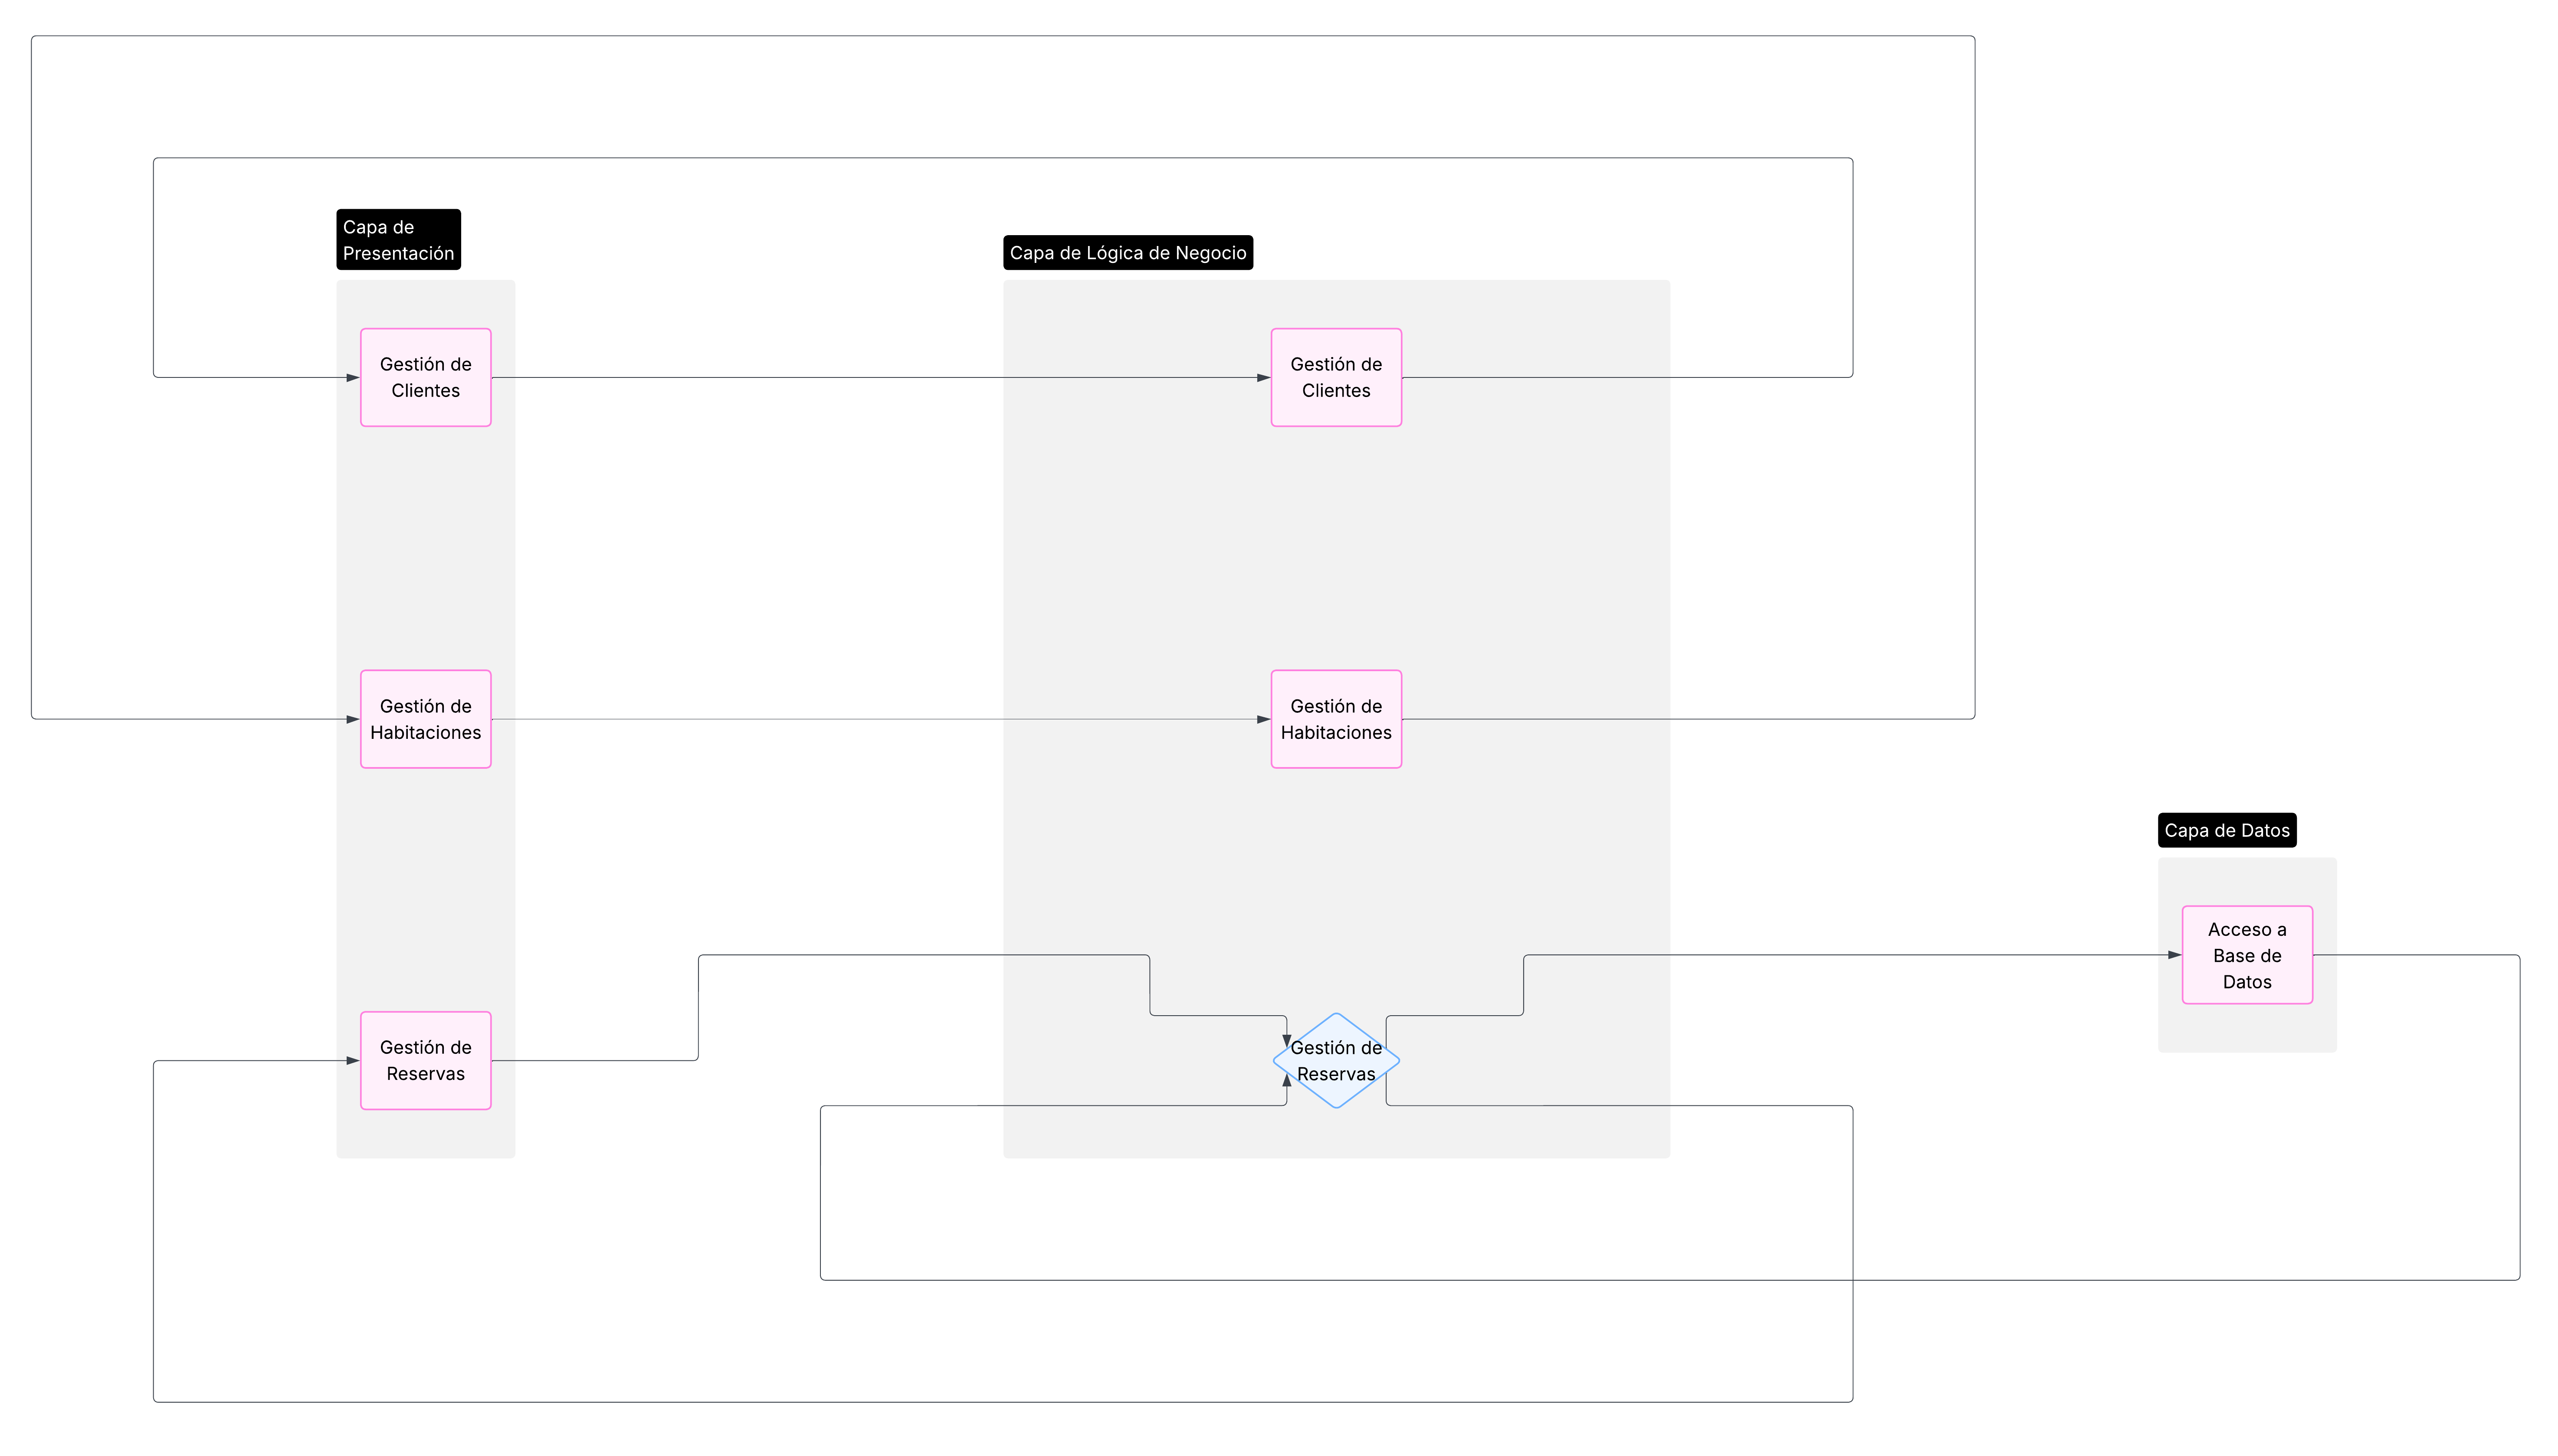 Capa de
Presentación
Capa de Lógica de Negocio
Gestión de
Clientes
Gestión de
Clientes
Gestión de
Habitaciones
Gestión de
Habitaciones
Capa de Datos
Acceso a
Base de
Datos
Gestión de
Reservas
Gestión de
Reservas